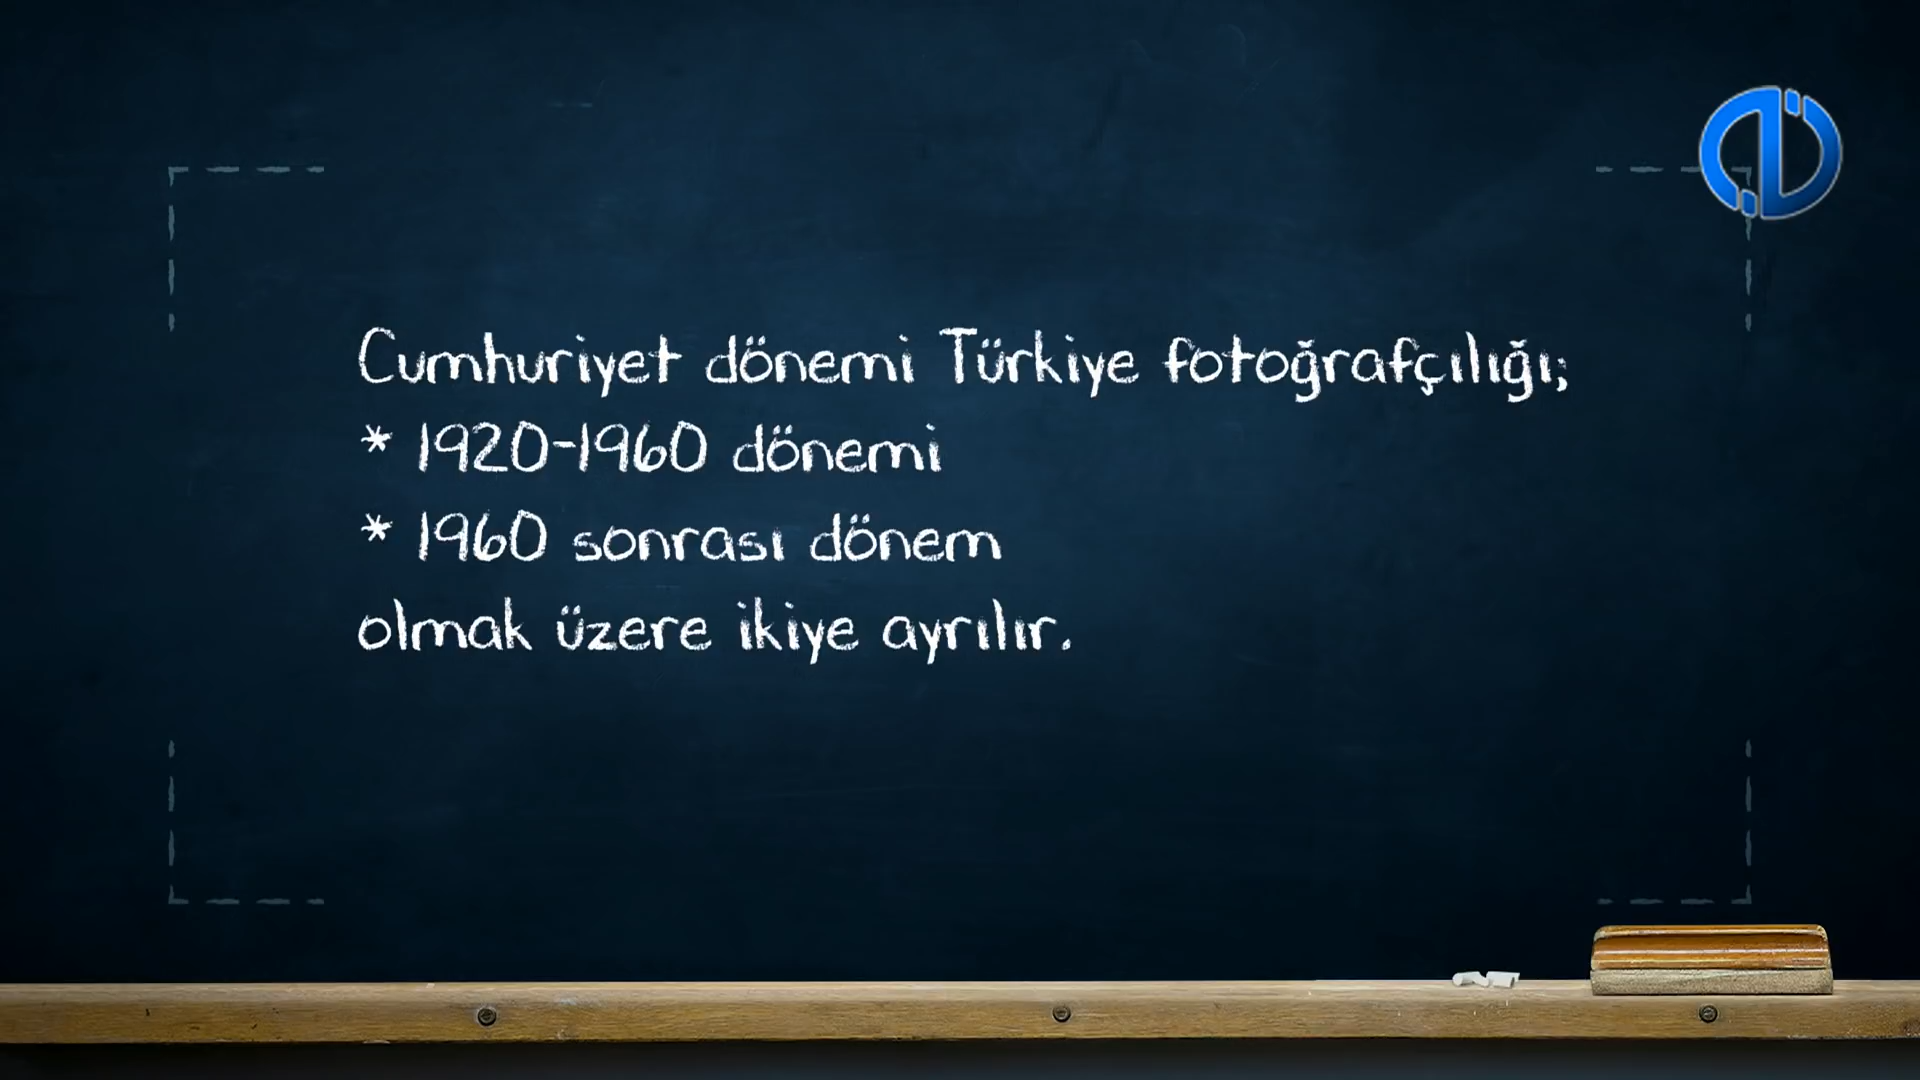 Cumhuriyet dönemi Türkiye fotoğrafçılığı;
* 1920-1960 dönemi
* 1960 sonrası dönem
olmak üzere ikiye ayrılır.